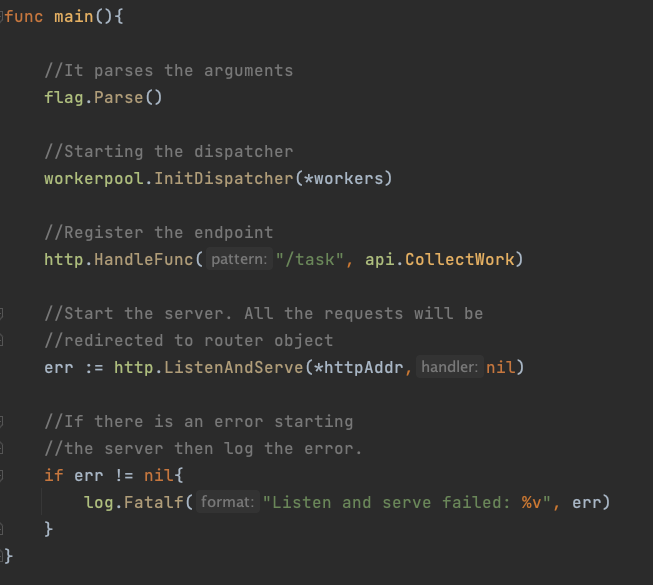 func main(){
//It parses the arguments
flag.Parse()
//Starting the dispatcher
workerpool.InitDispatcher(*workers)
//Register the endpoint
http.HandleFunc( pattern: "/task", api.CollectWork)
//Start the server. All the requests will be
//redirected to router object
err := http.ListenAndServe(*httpAddr, handler: nil)
//If there is an error starting
//the server then log the error.
if err != nil{
log.Fatalf( format: "Listen and serve failed: %v", err)
}
}